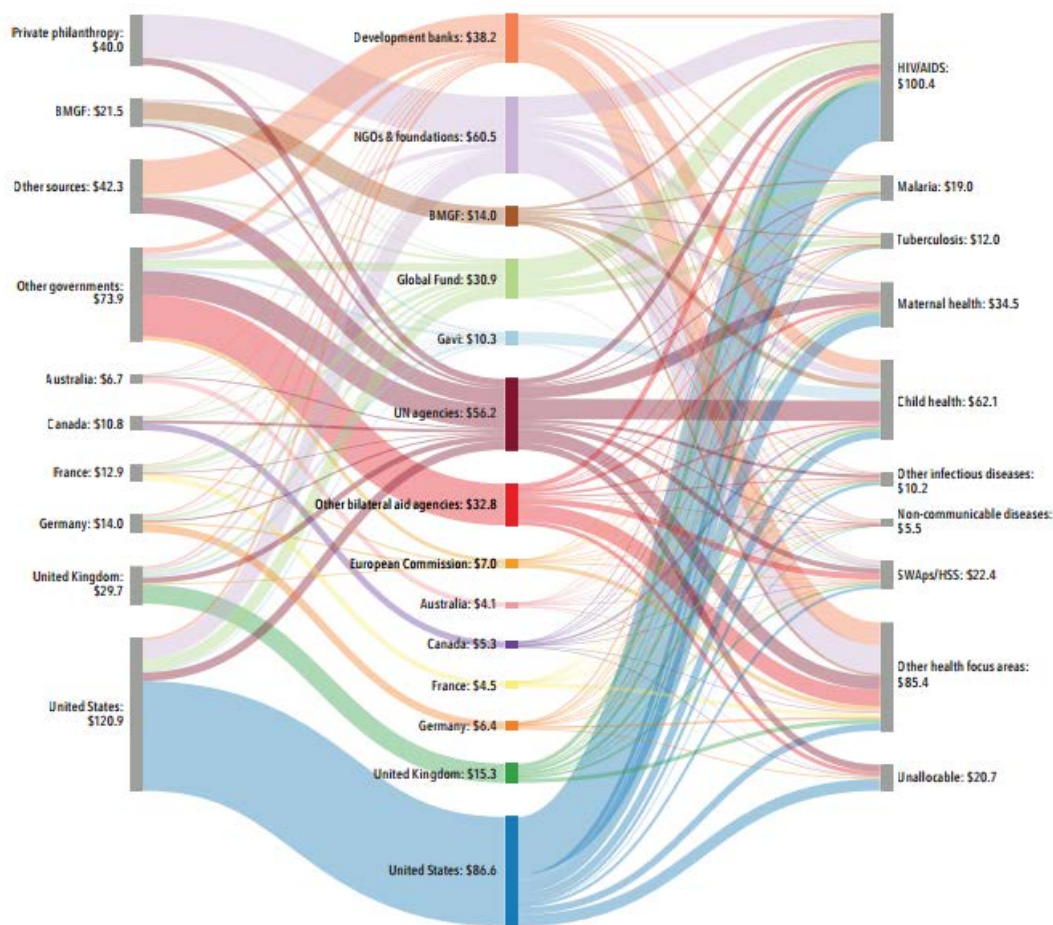 Private philanthropy:
$40.0
BMGF: $21.5
Other sources: $42.3
Other governments:
$73.9
Australia: $6.7
Canada: $10.8
France: $12.9
Germany: $14.0
United Kingdom:
$29.7
United States:
$120.9
Development banks: $38.2
NGOs & foundations: $60.5
BMGF: $14.0
Global Fund: $30.9
Gavi: $10.3
UN agencies: $56.2
Other bilateral aid agencies: $32.8
European Commission: $7.0
Australia: $4.1
Canada: $5.3
France: $4.5
Germany: $6.4
United Kingdom: $15.3
United States: $86.6
HIV/AIDS:
$100.4
Malaria: $19.0
Tuberculosis: $12.0
Maternal health: $34.5
Child health: $62.1
Other infectious diseases:
$10.2
Non-communicable diseases:
$5.5
SWAps/HSS: $22.4
Other health focus areas:
$85.4
Unallocable: $20.7